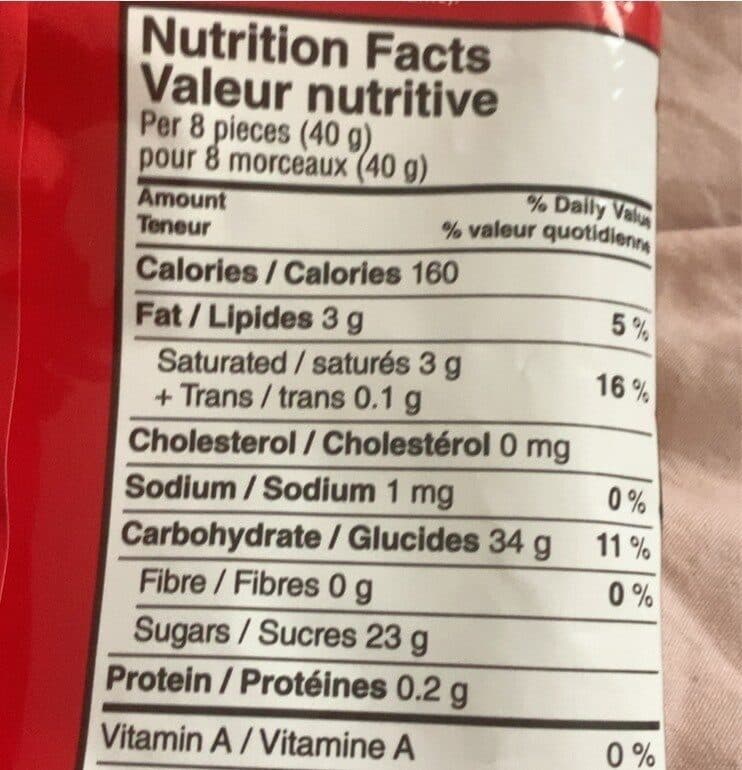 Nutrition Facts
Valeur nutritive
Per 8 pieces (40 g)
pour 8 morceaux (40 g)
Amount % Daily Value
Teneur % valeur quotidienne
Calories / Calories 160
Fat / Lipides 3 g 5 %
Saturated / saturés 3 g
+ Trans / trans 0.1 g 16 %
Cholesterol / Cholestérol 0 mg
Sodium / Sodium 1 mg 0 %
Carbohydrate / Glucides 34 g 11 %
Fibre / Fibres 0 g 0 %
Sugars / Sucres 23 g
Protein / Protéines 0.2 g
Vitamin A / Vitamine A 0 %